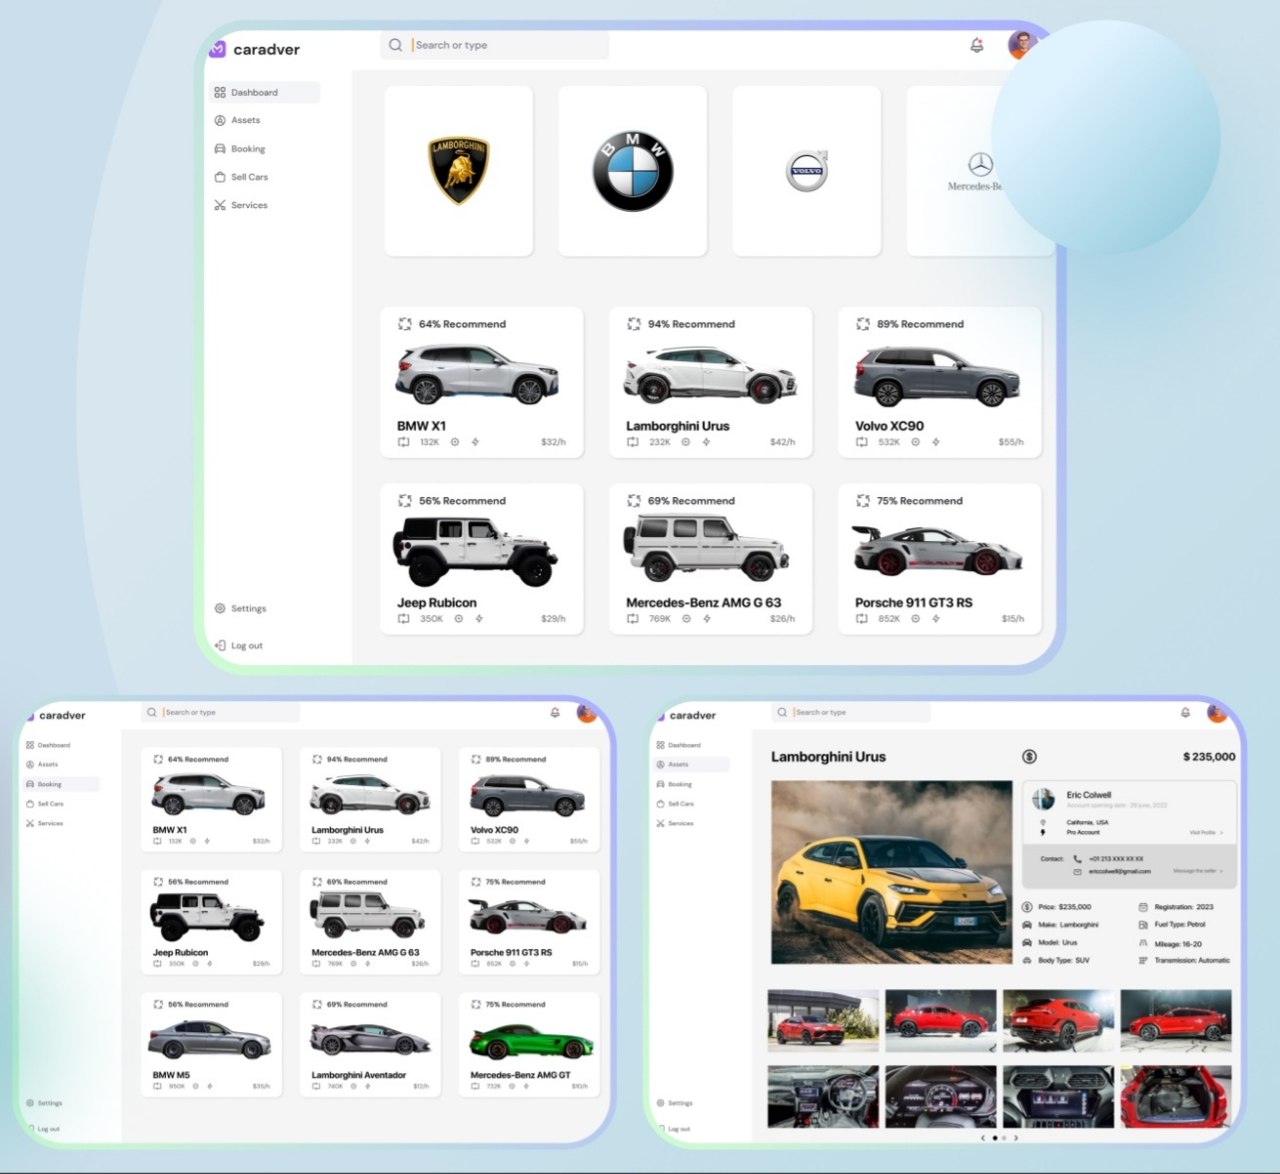 caradver
Search or type
Dashboard
Assets
Booking
Sell Cars
Services
Settings
Log out
LAMBORGHINI
BMW
VOLVO
Mercedes-Be
64% Recommend
BMW X1
132K $32/h
94% Recommend
Lamborghini Urus
232K $42/h
89% Recommend
Volvo XC90
532K $55/h
56% Recommend
Jeep Rubicon
350K $29/h
69% Recommend
Mercedes-Benz AMG G 63
769K $26/h
75% Recommend
Porsche 911 GT3 RS
852K $15/h
caradver
Search or type
Dashboard
Assets
Booking
Sell Cars
Services
Settings
Log out
64% Recommend
BMW X1
132K $32/h
94% Recommend
Lamborghini Urus
232K $42/h
89% Recommend
Volvo XC90
532K $55/h
56% Recommend
Jeep Rubicon
350K $29/h
69% Recommend
Mercedes-Benz AMG G 63
769K $26/h
75% Recommend
Porsche 911 GT3 RS
852K $15/h
56% Recommend
BMW M5
950K $35/h
69% Recommend
Lamborghini Aventador
740K $12/h
75% Recommend
Mercedes-Benz AMG GT
732K $10/h
caradver
Search or type
Dashboard
Assets
Booking
Sell Cars
Services
Settings
Log out
Lamborghini Urus
$ 235,000
Eric Colwell
Account opening date : 28 june, 2022
California, USA
Pro Account
Visit Profile >
Contact: +01 213 XXX XX XX
ericcolwell@gmail.com
Message the seller >
Price: $235,000
Registration: 2023
Make: Lamborghini
Fuel Type: Petrol
Model: Urus
Mileage: 16-20
Body Type: SUV
Transmission: Automatic